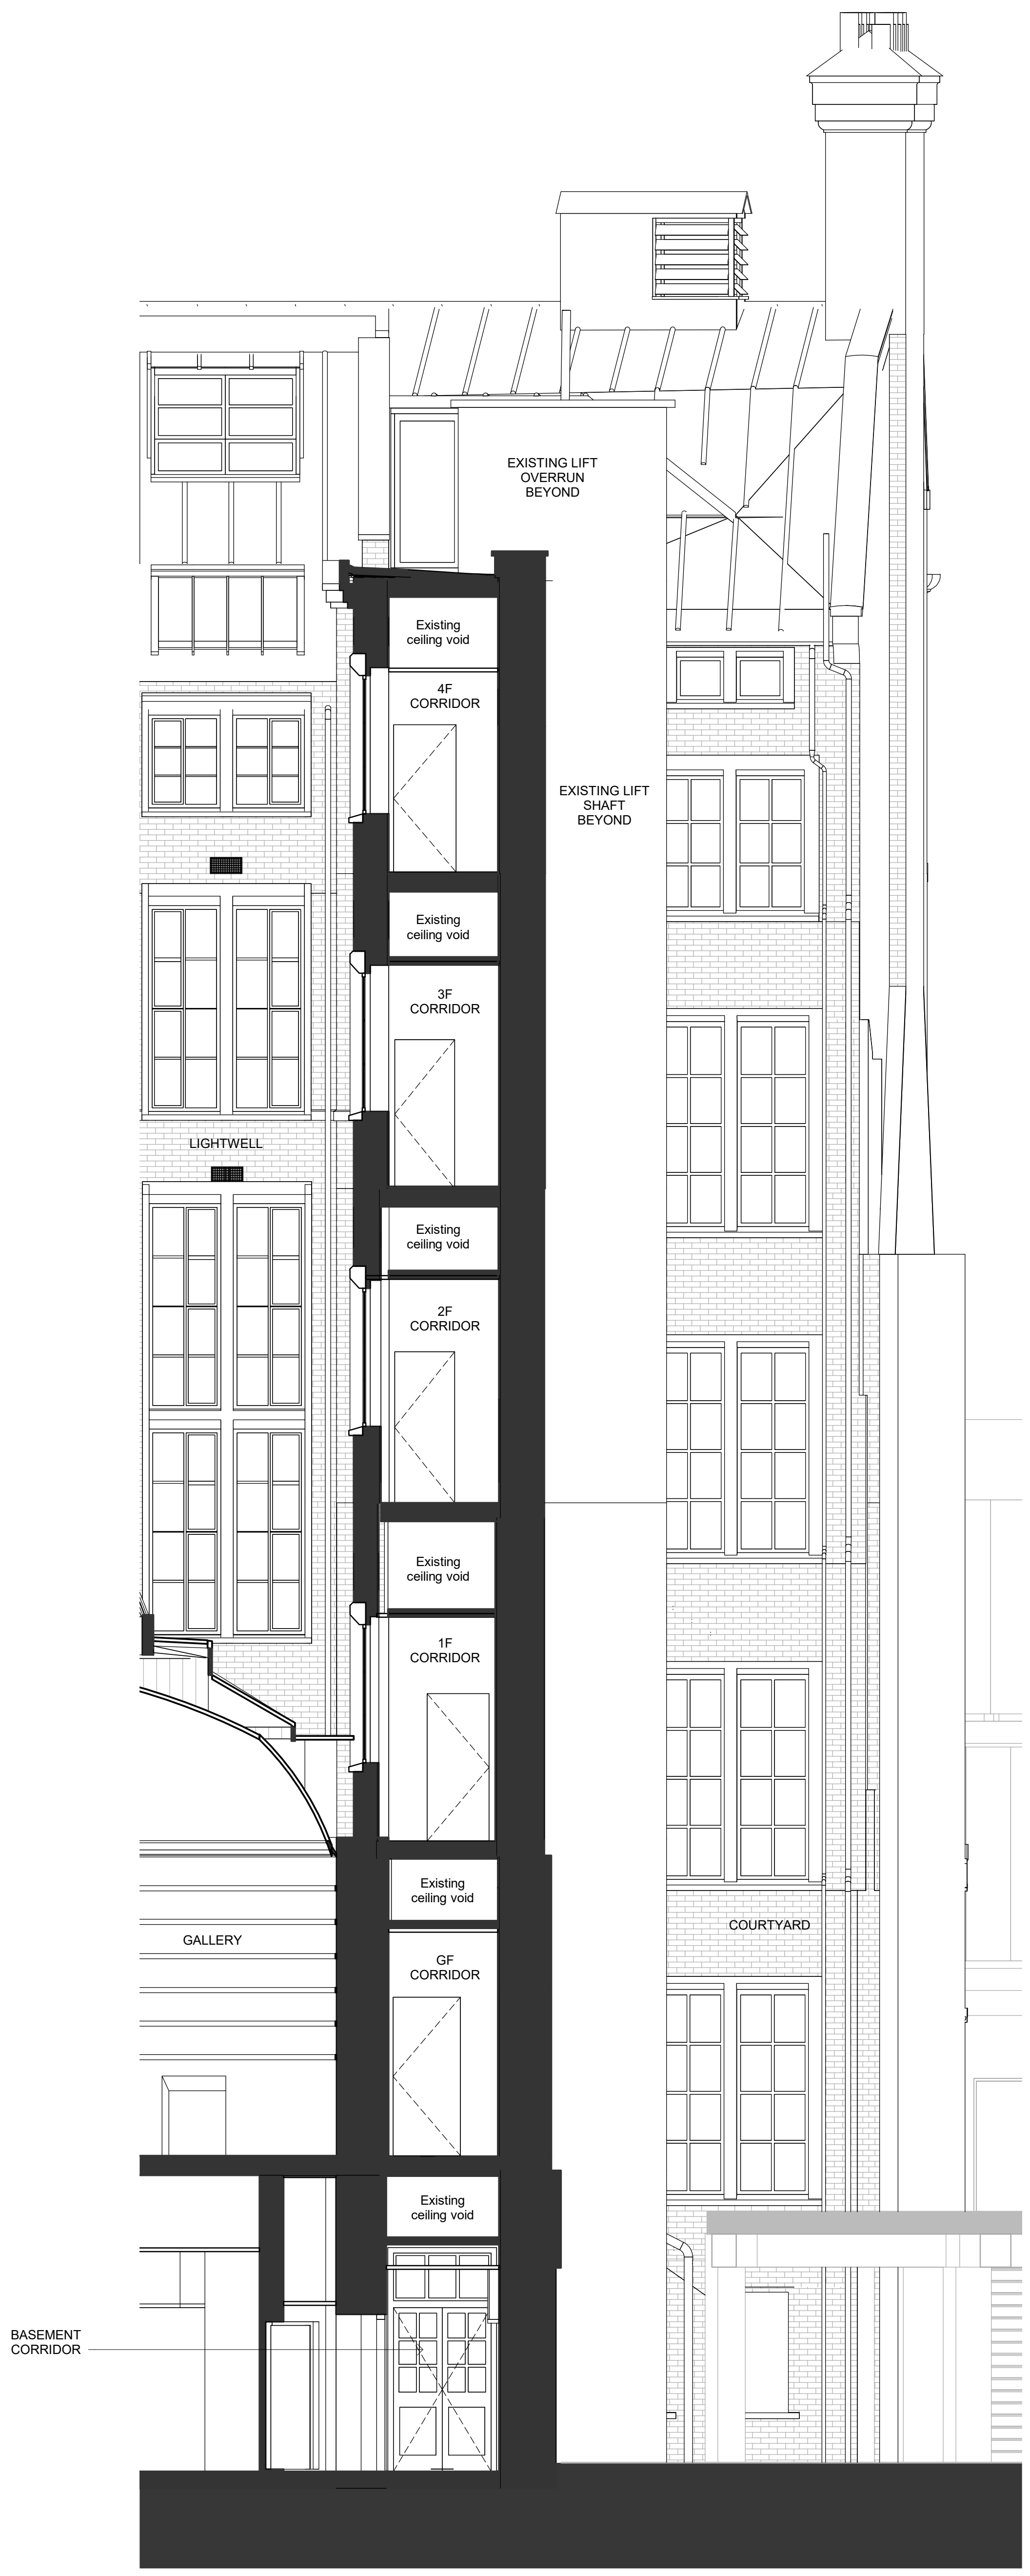 EXISTING LIFT
OVERRUN
BEYOND
Existing
ceiling void
4F
CORRIDOR
EXISTING LIFT
SHAFT
BEYOND
Existing
ceiling void
3F
CORRIDOR
LIGHTWELL
Existing
ceiling void
2F
CORRIDOR
Existing
ceiling void
1F
CORRIDOR
Existing
ceiling void
COURTYARD
GALLERY
GF
CORRIDOR
Existing
ceiling void
BASEMENT
CORRIDOR